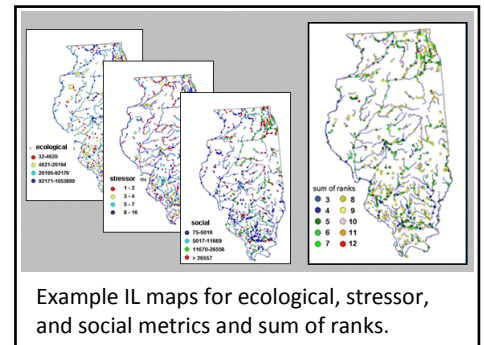 ecological
32-4620
4621-20194
20195-92170
92171-1053880
stressor
1 - 2
3 - 4
5 - 7
8 - 16
social
75-5016
5017-11669
11670-26556
> 26557
sum of ranks
3 8
4 9
5 10
6 11
7 12
Example IL maps for ecological, stressor,
and social metrics and sum of ranks.